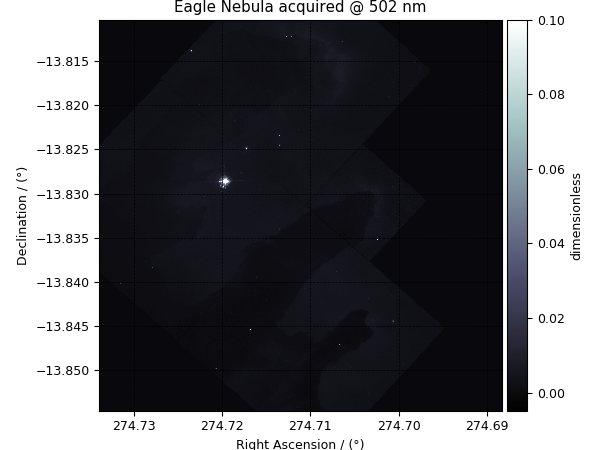 Eagle Nebula acquired @ 502 nm
−13.815
−13.820
−13.825
−13.830
−13.835
−13.840
−13.845
−13.850
Declination / (°)
274.73 274.72 274.71 274.70 274.69
Right Ascension / (°)
0.10
0.08
0.06
0.04
0.02
0.00
dimensionless